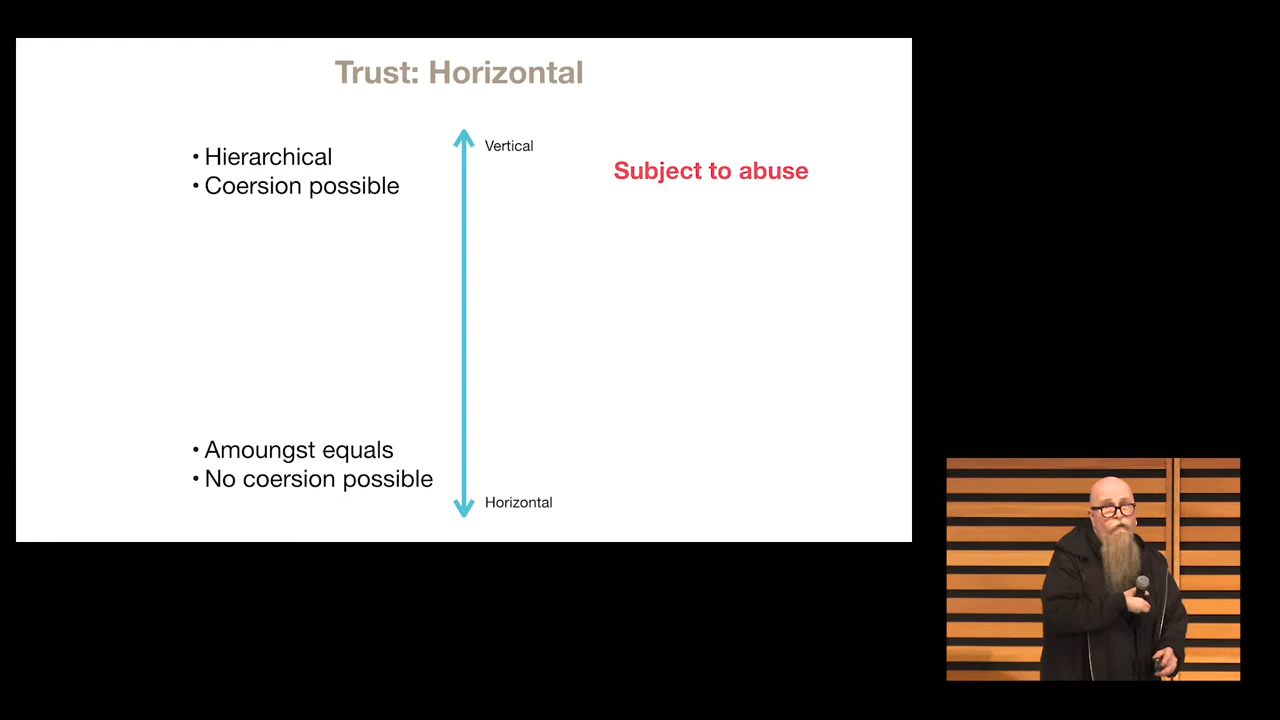 Trust: Horizontal
• Hierarchical
• Coersion possible
Vertical
Subject to abuse
• Amoungst equals
• No coersion possible
Horizontal